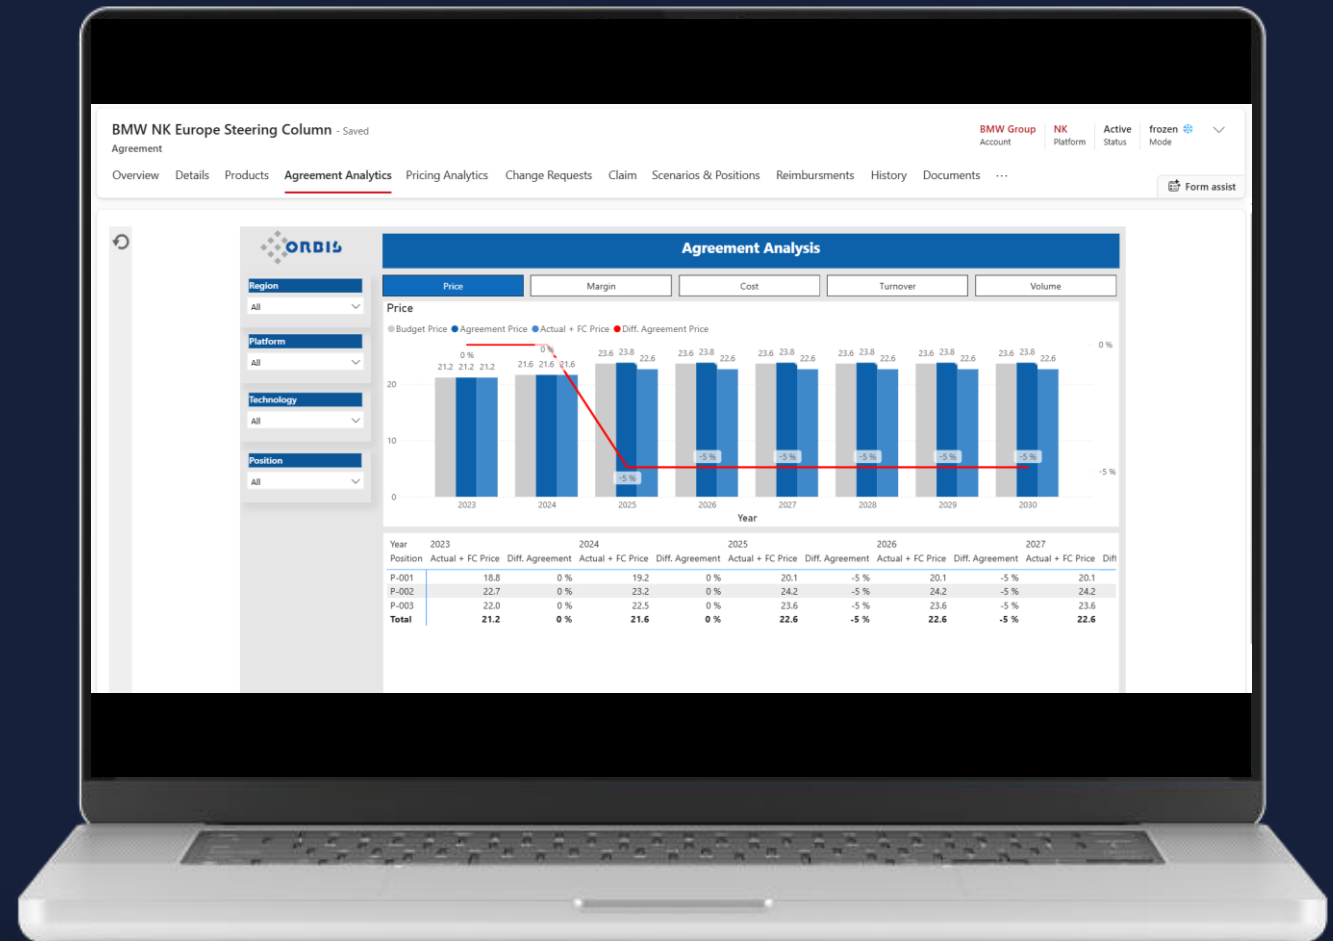 BMW NK Europe Steering Column - Saved
Agreement
BMW Group
Account
NK
Platform
Active
Status
frozen
Mode
Overview Details Products Agreement Analytics Pricing Analytics Change Requests Claim Scenarios & Positions Reimbursments History Documents ...
Form assist
ORBIS
Agreement Analysis
Region
All
Platform
All
Technology
All
Position
All
Price Margin Cost Turnover Volume
Price
Budget Price Agreement Price Actual + FC Price Diff. Agreement Price
0 % 0 % 23.6 23.8 22.6 23.6 23.8 22.6 23.6 23.8 22.6 23.6 23.8 22.6 23.6 23.8 22.6 23.6 23.8 22.6 0 %
21.2 21.2 21.2 21.6 21.6 21.6
20
10
-5 % -5 % -5 % -5 % -5 %
-5 % -5 %
0
2023 2024 2025 2026 2027 2028 2029 2030
Year
Year 2023 2024 2025 2026 2027
Position Actual + FC Price Diff. Agreement Actual + FC Price Diff. Agreement Actual + FC Price Diff. Agreement Actual + FC Price Diff. Agreement Actual + FC Price Diff
P-001 18.8 0 % 19.2 0 % 20.1 -5 % 20.1 -5 % 20.1
P-002 22.7 0 % 23.2 0 % 24.2 -5 % 24.2 -5 % 24.2
P-003 22.0 0 % 22.5 0 % 23.6 -5 % 23.6 -5 % 23.6
Total 21.2 0 % 21.6 0 % 22.6 -5 % 22.6 -5 % 22.6